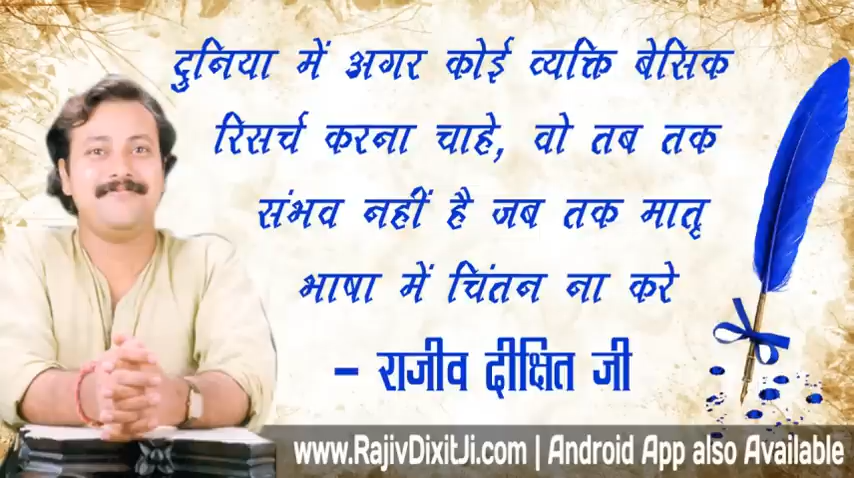 दुनिया में अगर कोई व्यक्ति बेसिक
रिसर्च करना चाहे, वो तब तक
संभव नहीं है जब तक मातृ
भाषा में चिंतन ना करे
– राजीव दीक्षित जी
www.RajivDixitJi.com | Android App also Available